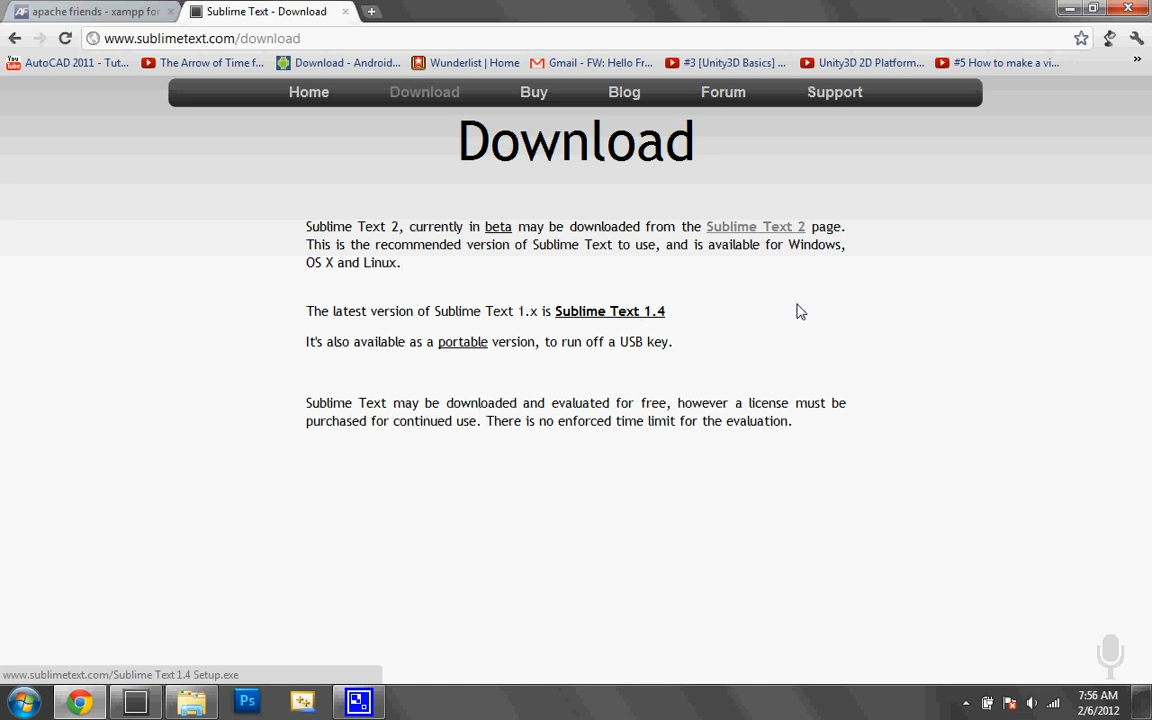 apache friends - xampp for
Sublime Text - Download
www.sublimetext.com/download
You Tube
AutoCAD 2011 - Tut...
The Arrow of Time f...
Download - Android...
Wunderlist | Home
Gmail - FW: Hello Fr...
#3 [Unity3D Basics] ...
Unity3D 2D Platform...
#5 How to make a vi...
»
Home
Download
Buy
Blog
Forum
Support
Download
Sublime Text 2, currently in beta may be downloaded from the Sublime Text 2 page.
This is the recommended version of Sublime Text to use, and is available for Windows,
OS X and Linux.
The latest version of Sublime Text 1.x is Sublime Text 1.4
It's also available as a portable version, to run off a USB key.
Sublime Text may be downloaded and evaluated for free, however a license must be
purchased for continued use. There is no enforced time limit for the evaluation.
www.sublimetext.com/Sublime Text 1.4 Setup.exe
Ps
7:56 AM
2/6/2012